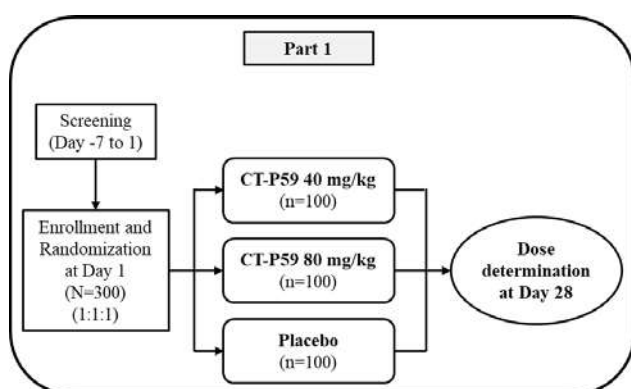 Part 1
Screening
(Day -7 to 1)
Enrollment and
Randomization
at Day 1
(N=300)
(1:1:1)
CT-P59 40 mg/kg
(n=100)
CT-P59 80 mg/kg
(n=100)
Placebo
(n=100)
Dose
determination
at Day 28